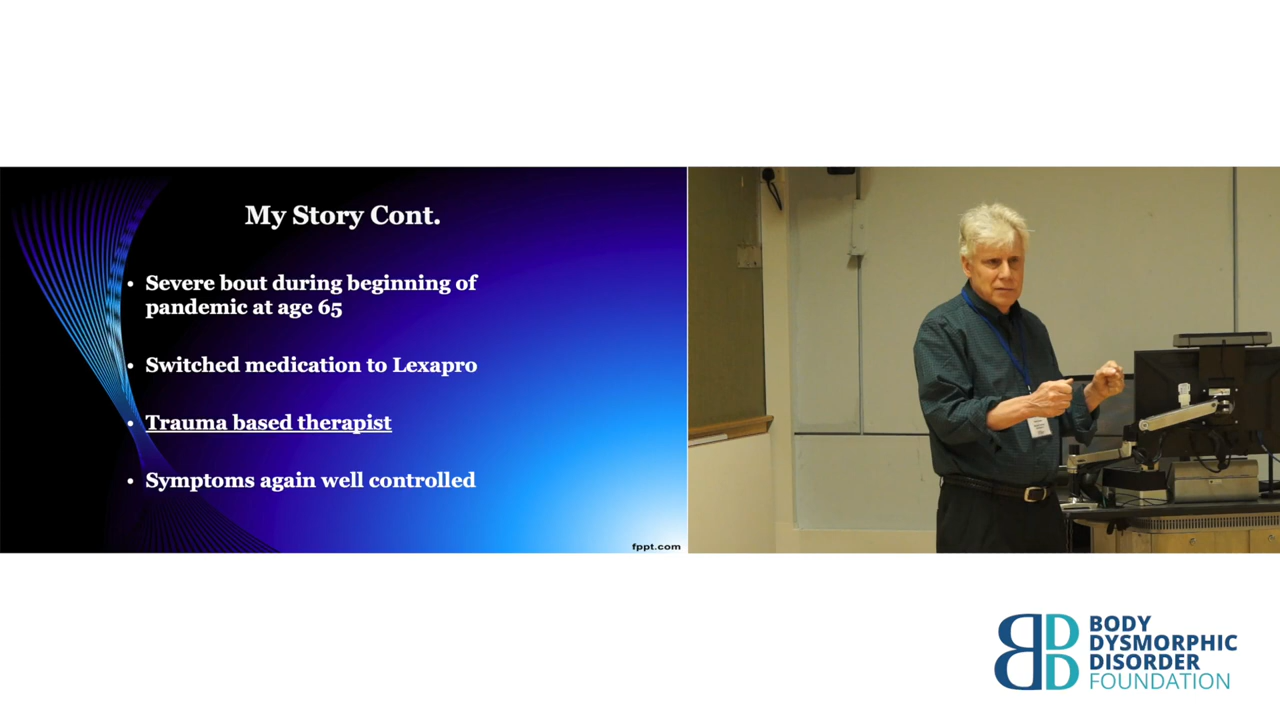 My Story Cont.
• Severe bout during beginning of
pandemic at age 65
• Switched medication to Lexapro
• Trauma based therapist
• Symptoms again well controlled
fppt.com
BODY
DYSMORPHIC
DISORDER
FOUNDATION